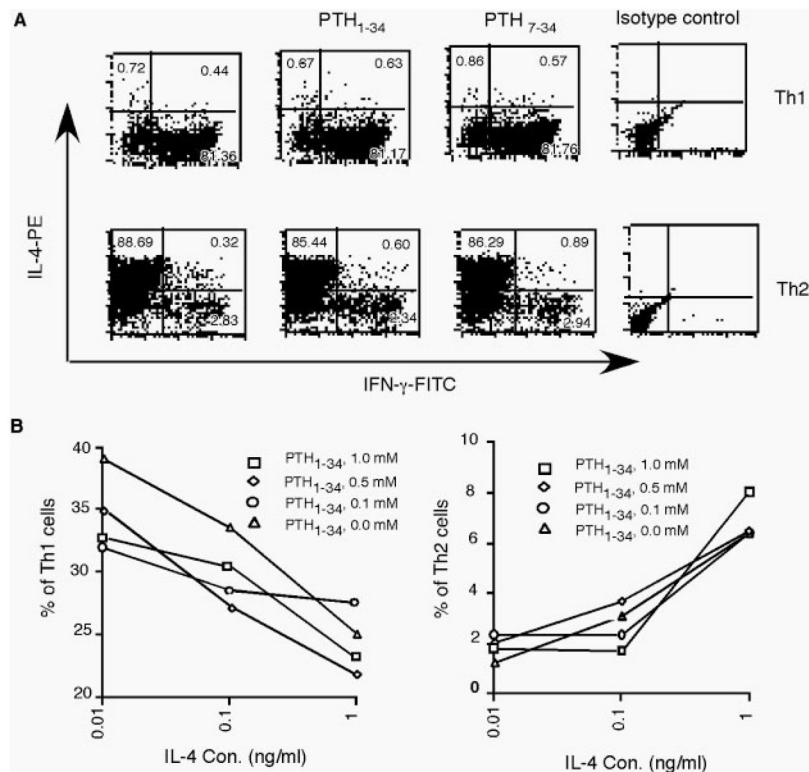 A
PTH1-34
PTH 7-34
Isotype control
0.72 0.44
0.67 0.63
0.86 0.57
Th1
81.36
81.17
81.76
IL-4-PE
88.69 0.32
85.44 0.60
86.29 0.89
Th2
2.83
2.34
2.94
IFN-γ-FITC
B
40
35
30
25
20
% of Th1 cells
PTH1-34, 1.0 mM
PTH1-34, 0.5 mM
PTH1-34, 0.1 mM
PTH1-34, 0.0 mM
0.01 0.1 1
IL-4 Con. (ng/ml)
10
8
6
4
2
0
% of Th2 cells
PTH1-34, 1.0 mM
PTH1-34, 0.5 mM
PTH1-34, 0.1 mM
PTH1-34, 0.0 mM
0.01 0.1 1
IL-4 Con. (ng/ml)